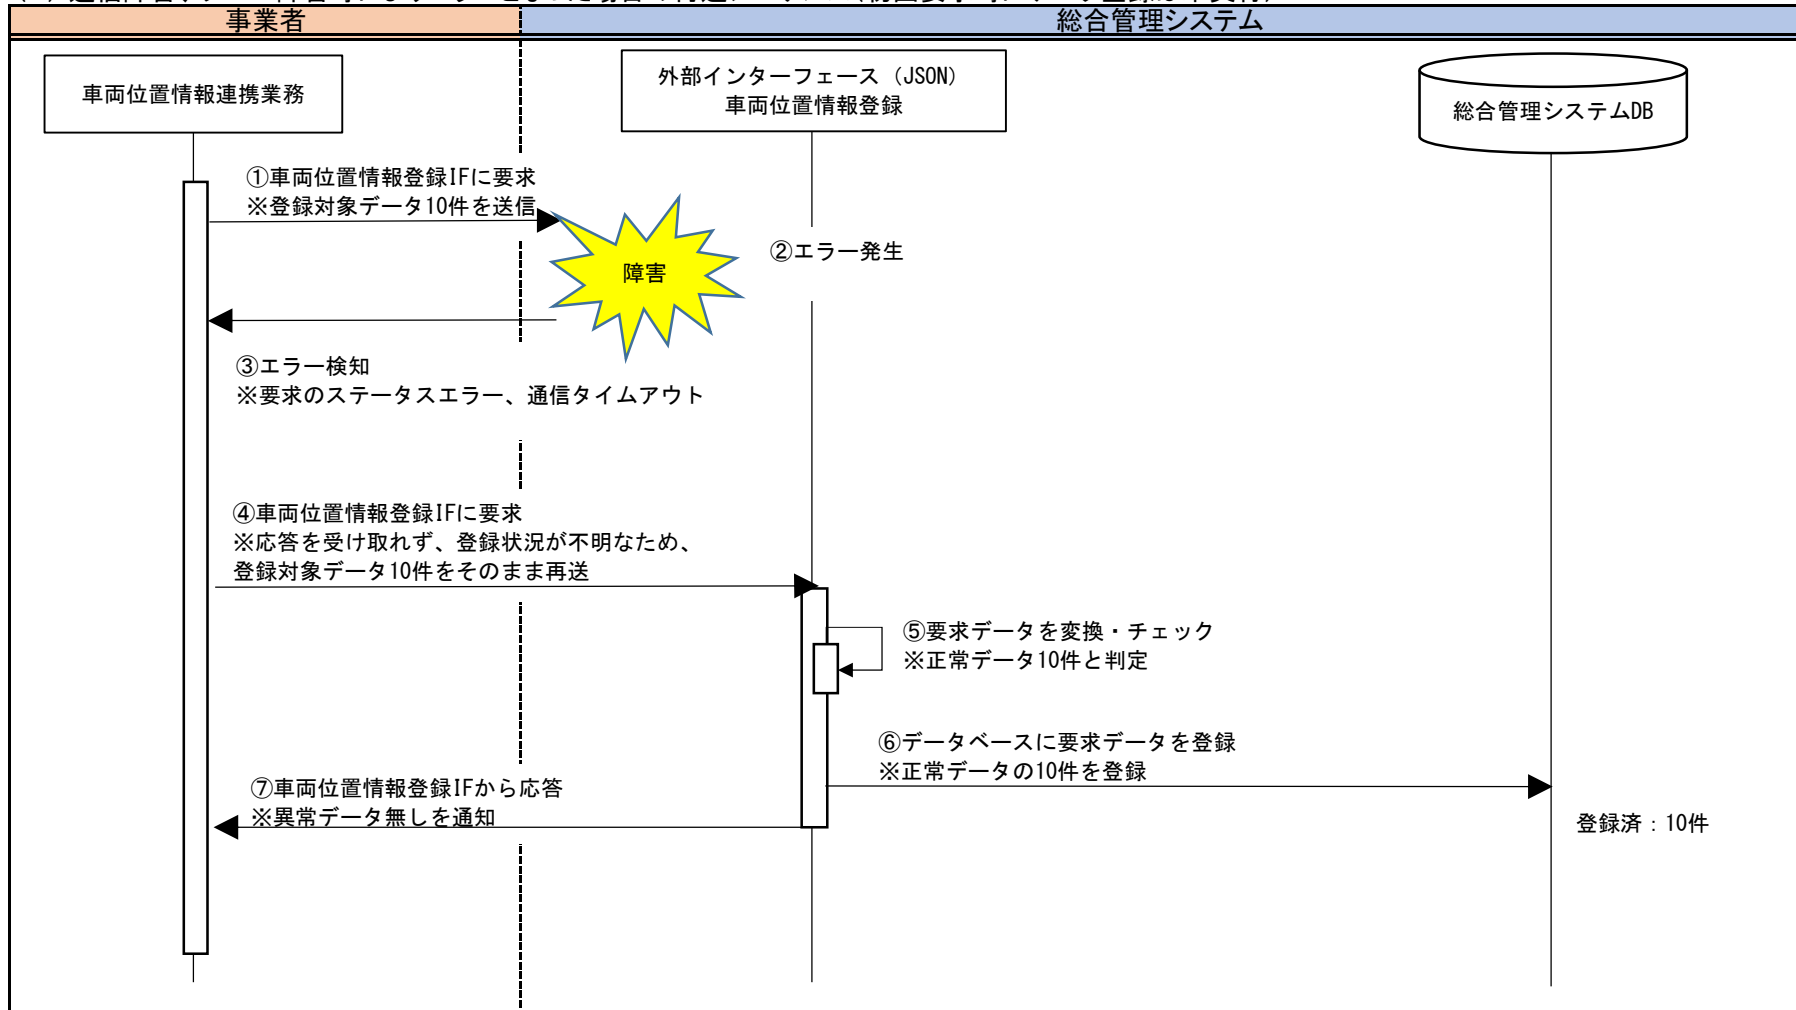 事業者
総合管理システム
車両位置情報連携業務
外部インターフェース（JSON）
車両位置情報登録
総合管理システムDB
①車両位置情報登録IFに要求
※登録対象データ10件を送信
障害
②エラー発生
③エラー検知
※要求のステータスエラー、通信タイムアウト
④車両位置情報登録IFに要求
※応答を受け取れず、登録状況が不明なため、
登録対象データ10件をそのまま再送
⑤要求データを変換・チェック
※正常データ10件と判定
⑥データベースに要求データを登録
※正常データの10件を登録
⑦車両位置情報登録IFから応答
※異常データ無しを通知
登録済：10件